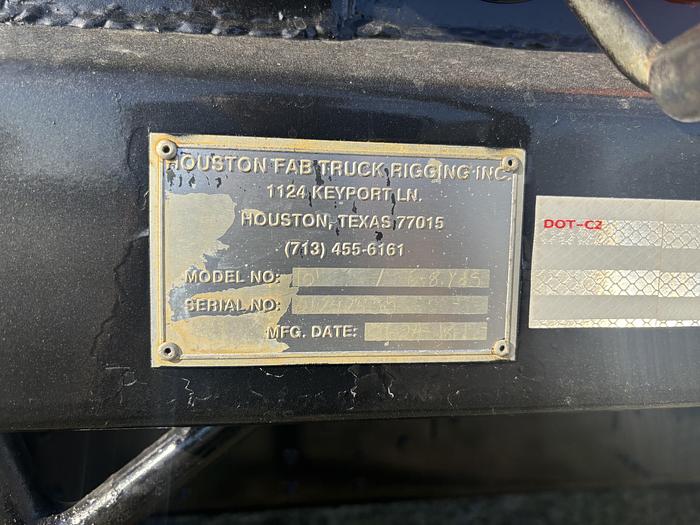 HOUSTON FAB TRUCK RIGGING INC
1124 KEYPORT LN.
HOUSTON, TEXAS 77015
(713) 455-6161
MODEL NO:
SERIAL NO:
MFG. DATE:
DOT-C2